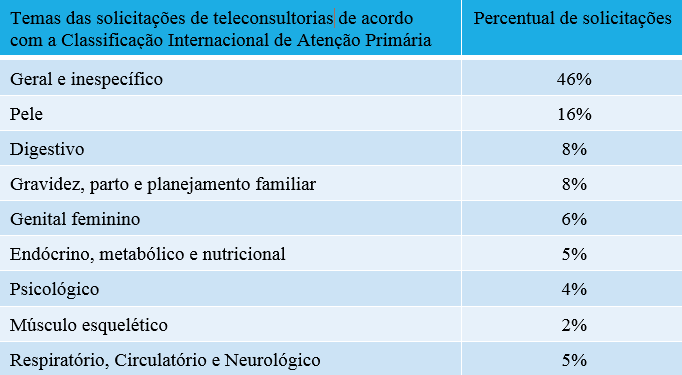 Temas das solicitações de teleconsultorias de acordo
com a Classificação Internacional de Atenção Primária
Percentual de solicitações
Geral e inespecífico 46%
Pele 16%
Digestivo 8%
Gravidez, parto e planejamento familiar 8%
Genital feminino 6%
Endócrino, metabólico e nutricional 5%
Psicológico 4%
Músculo esquelético 2%
Respiratório, Circulatório e Neurológico 5%